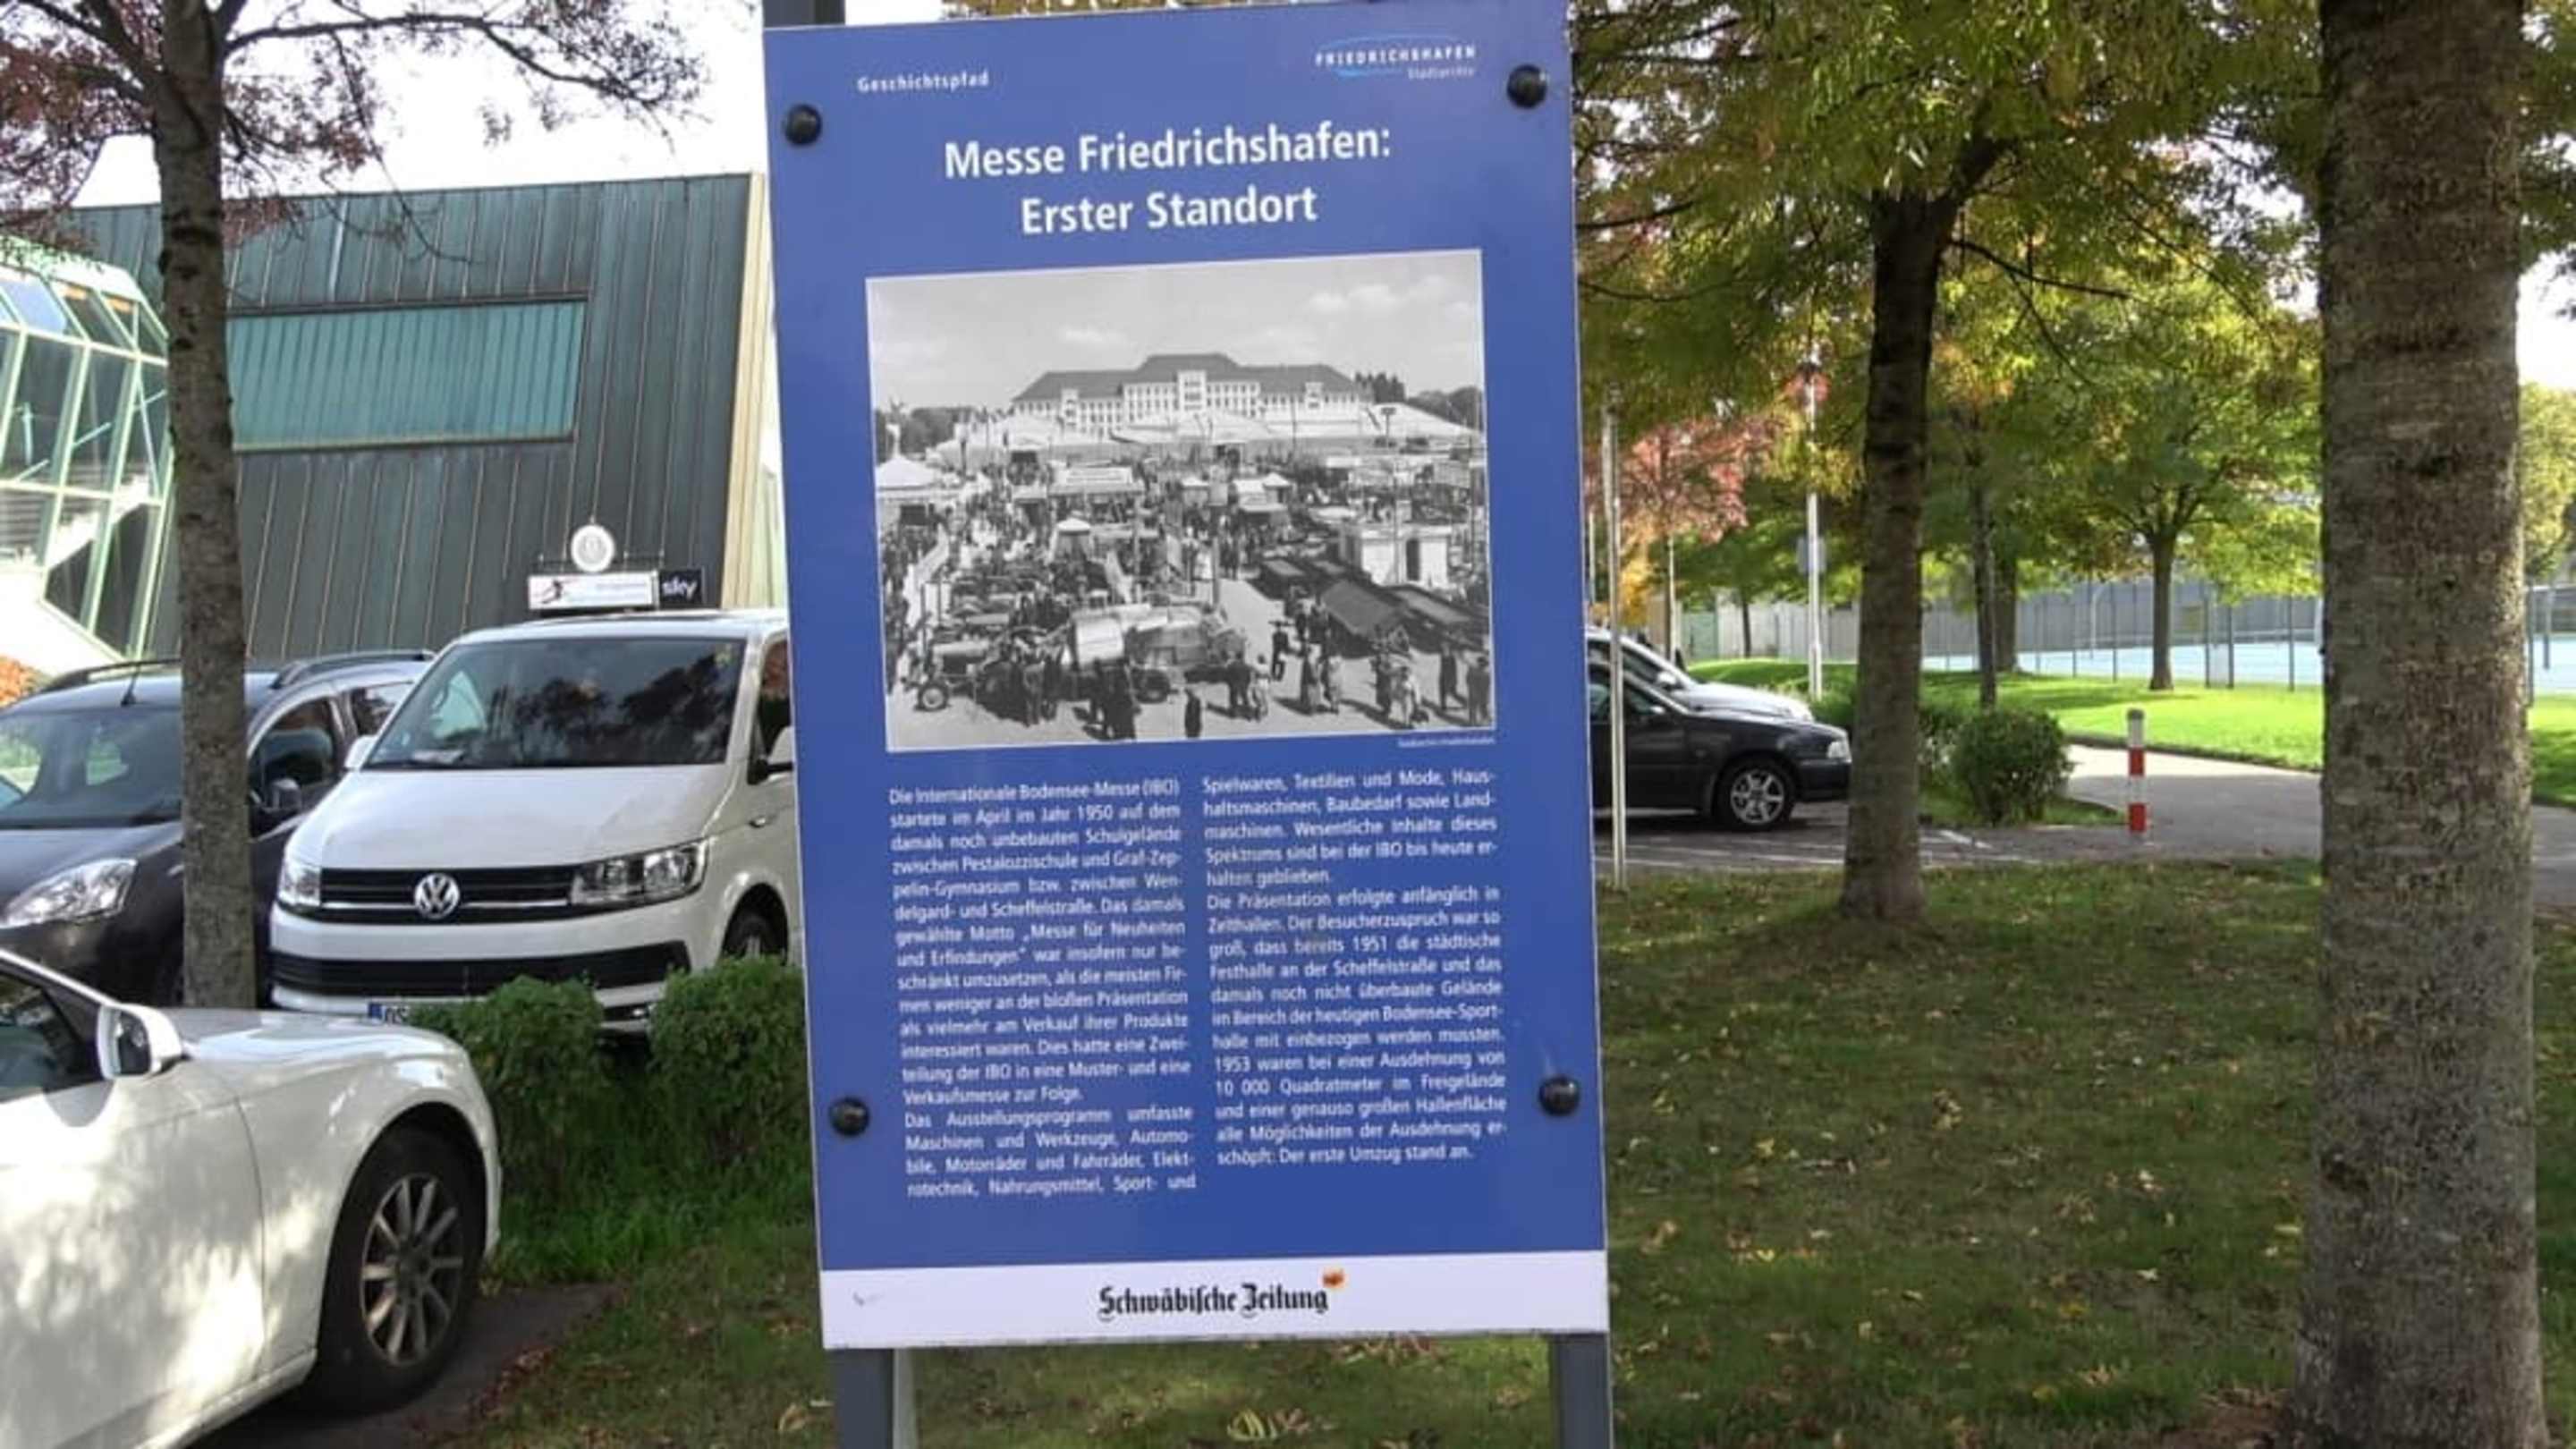 Geschichtspfad
FRIEDRICHSHAFEN
Stadtarchiv
Messe Friedrichshafen:
Erster Standort
Die Internationale Bodensee-Messe (IBO)
startete im April im Jahr 1950 auf dem
damals noch unbebauten Schulgelände
zwischen Pestalozzischule und Graf-Zep-
pelin-Gymnasium bzw. zwischen Wen-
delgard- und Scheffelstraße. Das damals
gewählte Motto „Messe für Neuheiten
und Erfindungen" war insofern nur be-
schränkt umzusetzen, als die meisten Fir-
men weniger an der bloßen Präsentation
als vielmehr am Verkauf ihrer Produkte
interessiert waren. Dies hatte eine Zwei-
teilung der IBO in eine Muster- und eine
Verkaufsmesse zur Folge.
Das Ausstellungsprogramm umfasste
Maschinen und Werkzeuge, Automo-
bile, Motorräder und Fahrräder, Elekt-
rotechnik, Nahrungsmittel, Sport- und
Spielwaren, Textilien und Mode, Haus-
haltsmaschinen, Baubedarf sowie Land-
maschinen. Wesentliche Inhalte dieses
Spektrums sind bei der IBO bis heute er-
halten geblieben.
Die Präsentation erfolgte anfänglich in
Zelthallen. Der Besucherzuspruch war so
groß, dass bereits 1951 die städtische
Festhalle an der Scheffelstraße und das
damals noch nicht überbaute Gelände
im Bereich der heutigen Bodensee-Sport-
halle mit einbezogen werden mussten.
1953 waren bei einer Ausdehnung von
10 000 Quadratmeter im Freigelände
und einer genauso großen Hallenfläche
alle Möglichkeiten der Ausdehnung er-
schöpft: Der erste Umzug stand an.
Schwäbische Zeitung
sky